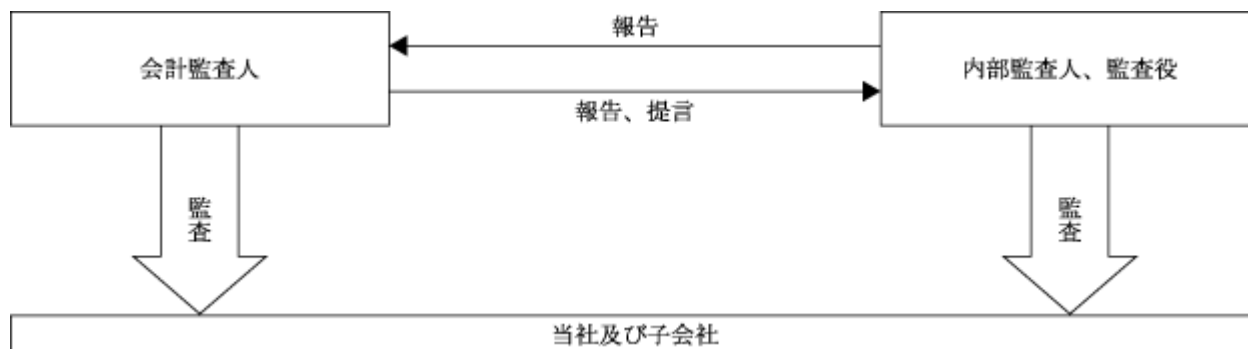 報告
会計監査人
内部監査人、監査役
報告、提言
監査
監査
当社及び子会社